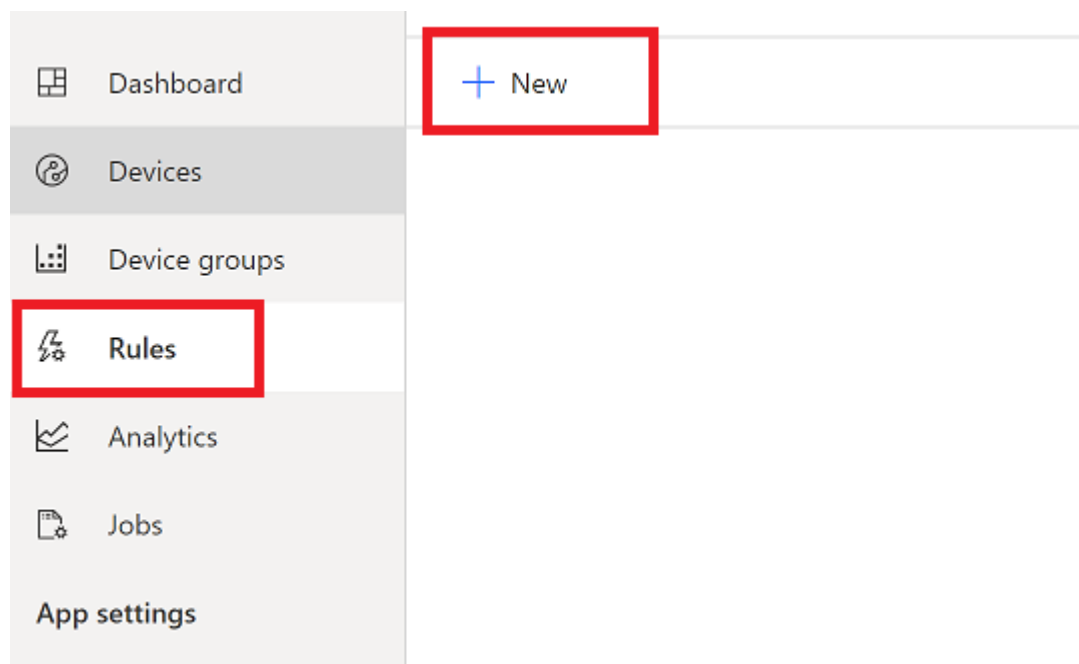 Dashboard
New
Devices
Device groups
Rules
Analytics
Jobs
App settings